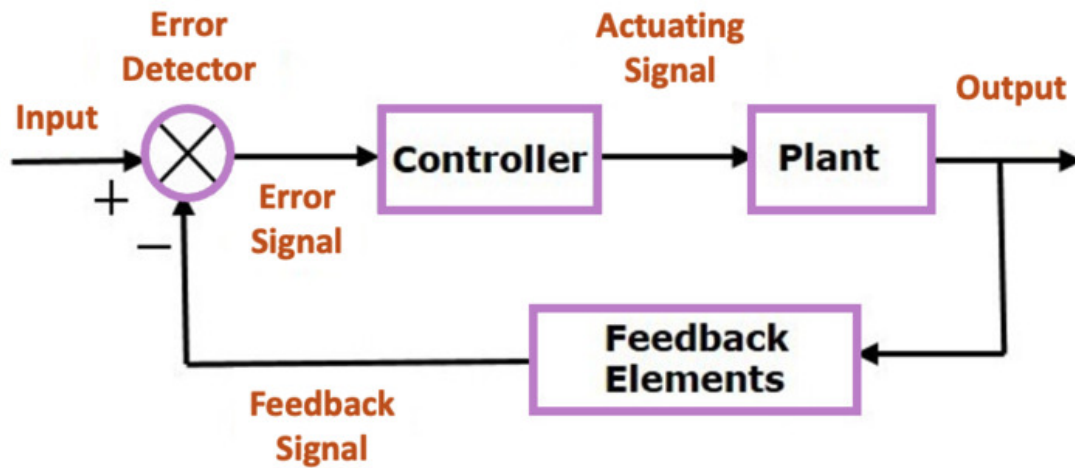 Error
Detector
Actuating
Signal
Output
Input
Controller
Plant
+
Error
Signal
−
Feedback
Elements
Feedback
Signal